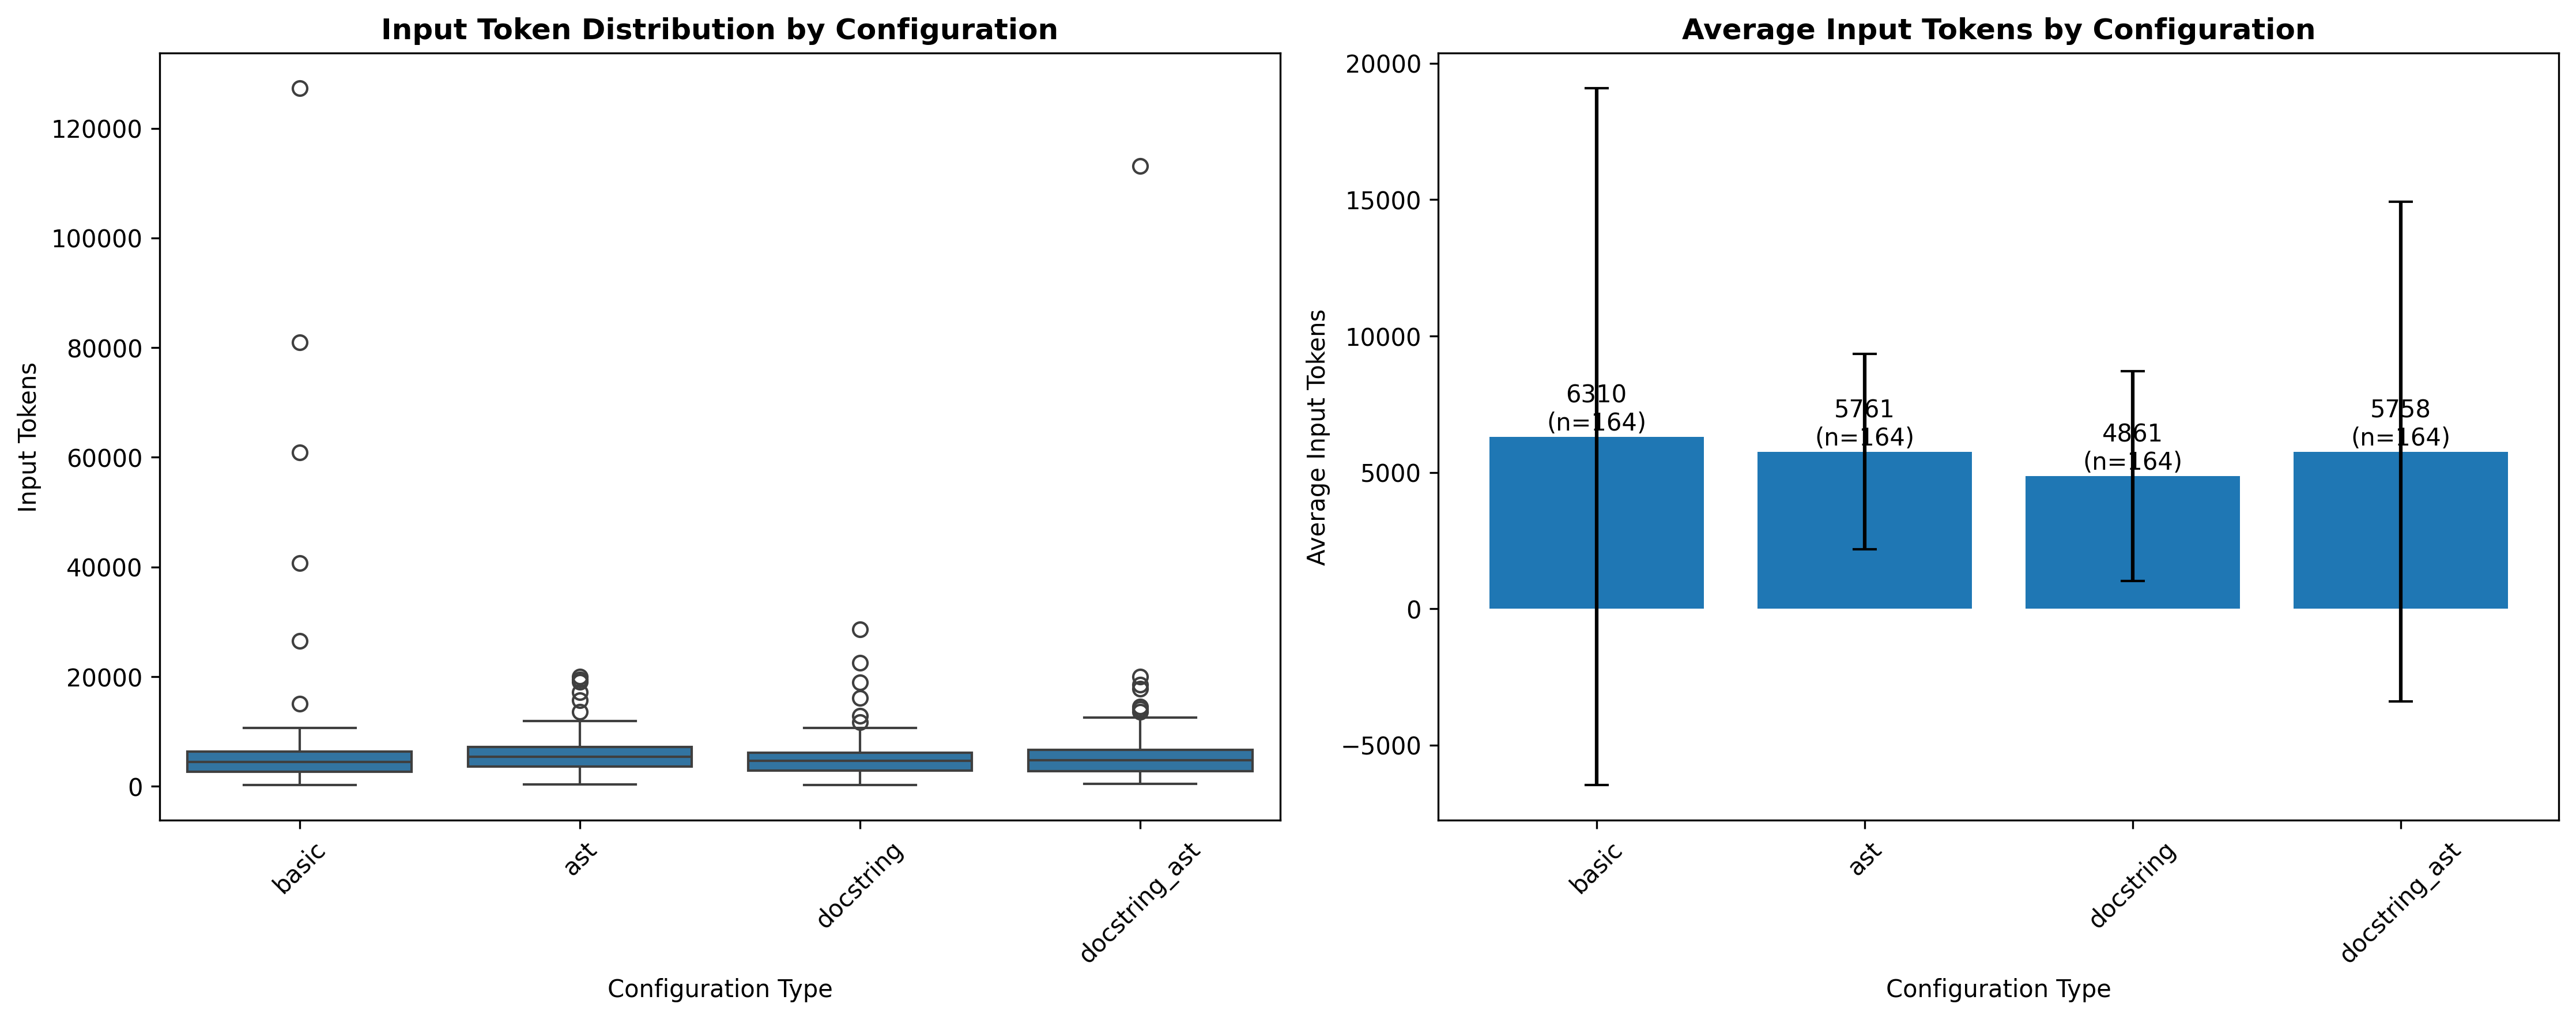 Input Token Distribution by Configuration
Input Tokens
120000
100000
80000
60000
40000
20000
0
basic
ast
docstring
docstring_ast
Configuration Type
Average Input Tokens by Configuration
Average Input Tokens
20000
15000
10000
5000
0
−5000
6310
(n=164)
5761
(n=164)
4861
(n=164)
5758
(n=164)
basic
ast
docstring
docstring_ast
Configuration Type